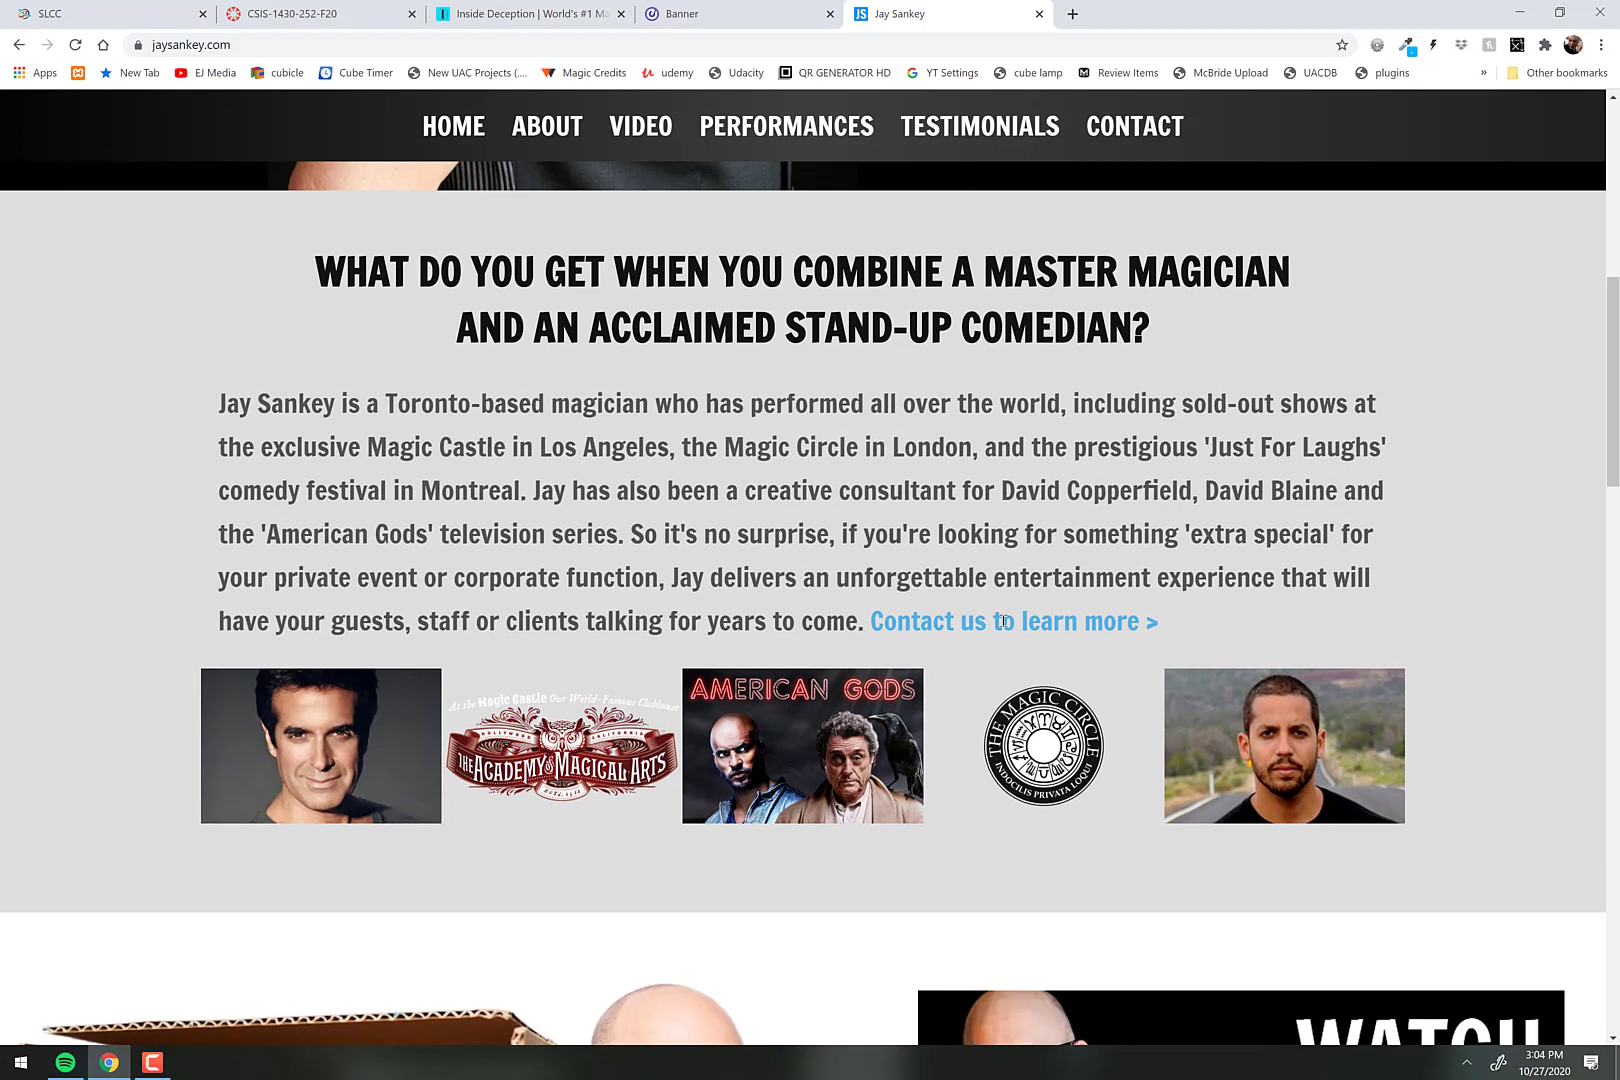 SLCC
CSIS-1430-252-F20
Inside Deception | World's #1 Ma
Banner
Jay Sankey
jaysankey.com
Apps
New Tab
EJ Media
cubicle
Cube Timer
New UAC Projects (....
Magic Credits
udemy
Udacity
QR GENERATOR HD
YT Settings
cube lamp
Review Items
McBride Upload
UACDB
plugins
»
Other bookmarks
HOME ABOUT VIDEO PERFORMANCES TESTIMONIALS CONTACT
WHAT DO YOU GET WHEN YOU COMBINE A MASTER MAGICIAN
AND AN ACCLAIMED STAND-UP COMEDIAN?
Jay Sankey is a Toronto-based magician who has performed all over the world, including sold-out shows at
the exclusive Magic Castle in Los Angeles, the Magic Circle in London, and the prestigious 'Just For Laughs'
comedy festival in Montreal. Jay has also been a creative consultant for David Copperfield, David Blaine and
the 'American Gods' television series. So it's no surprise, if you're looking for something 'extra special' for
your private event or corporate function, Jay delivers an unforgettable entertainment experience that will
have your guests, staff or clients talking for years to come. Contact us to learn more >
At the Magic Castle Our World-Famous Clubhouse
HOLLYWOOD CALIFORNIA
THE ACADEMY OF MAGICAL ARTS
AMERICAN GODS
THE MAGIC CIRCLE
INDOCILIS PRIVATA LOQUI
WATCH
3:04 PM
10/27/2020